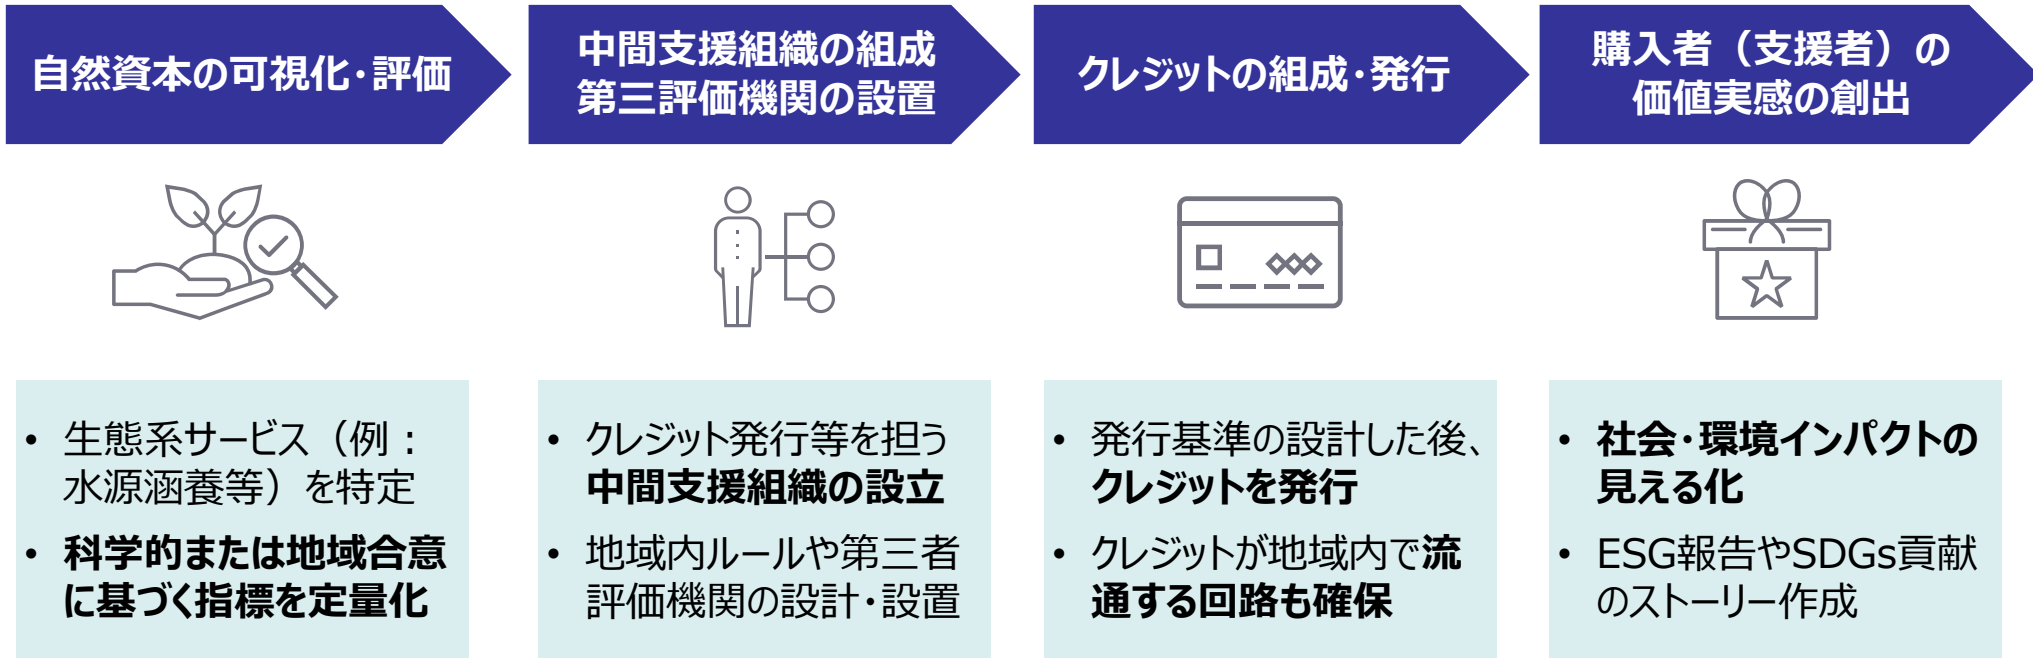 自然資本の可視化・評価
中間支援組織の組成
第三評価機関の設置
クレジットの組成・発行
購入者（支援者）の
価値実感の創出
• 生態系サービス（例：
水源涵養等）を特定
• 科学的または地域合意
に基づく指標を定量化
• クレジット発行等を担う
中間支援組織の設立
• 地域内ルールや第三者
評価機関の設計・設置
• 発行基準の設計した後、
クレジットを発行
• クレジットが地域内で流
通する回路も確保
• 社会・環境インパクトの
見える化
• ESG報告やSDGs貢献
のストーリー作成